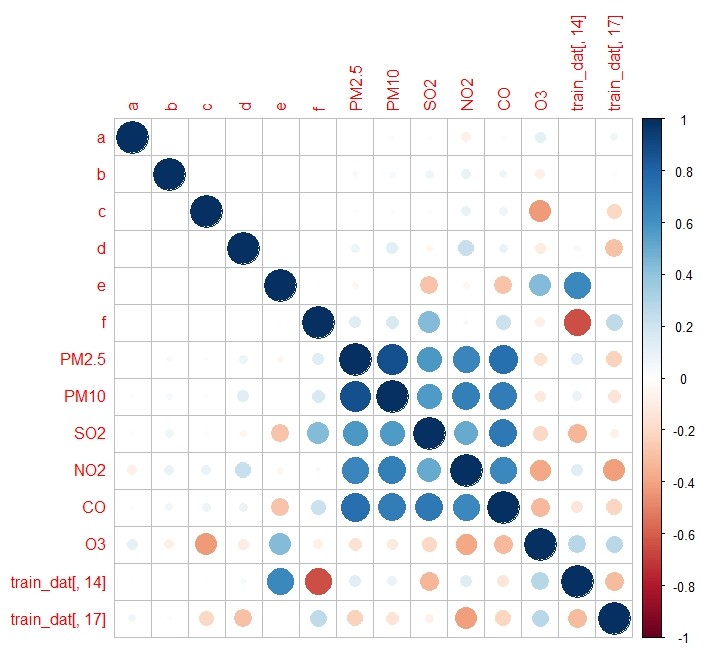 a
b
c
d
e
f
PM2.5
PM10
SO2
NO2
CO
O3
train_dat[, 14]
train_dat[, 17]
a
b
c
d
e
f
PM2.5
PM10
SO2
NO2
CO
O3
train_dat[, 14]
train_dat[, 17]
1
0.8
0.6
0.4
0.2
0
-0.2
-0.4
-0.6
-0.8
-1